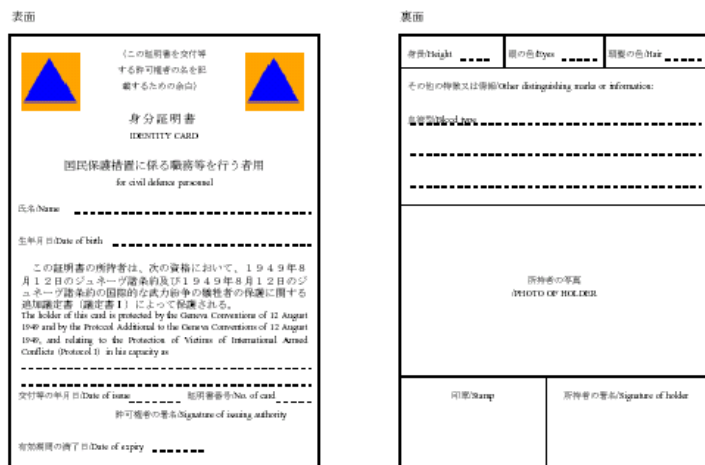 表面
(この証明書を交付等
する許可権者の名を記
載するための余白)
身分証明書
IDENTITY CARD
国民保護措置に係る職務等を行う者用
for civil defence personnel
氏名/Name
生年月日/Date of birth
この証明書の所持者は、次の資格において、1949年8
月12日のジュネーヴ諸条約及び1949年8月12日のジ
ュネーヴ諸条約の国際的な武力紛争の犠牲者の保護に関する
追加議定書(議定書I)によって保護される。
The holder of this card is protected by the Geneva Conventions of 12 August
1949 and by the Protocol Additional to the Geneva Conventions of 12 August
1949, and relating to the Protection of Victims of International Armed
Conflicts (Protocol I) in his capacity as
交付等の年月日/Date of issue 証明書番号/No. of card
許可権者の署名/Signature of issuing authority
有効期間の満了日/Date of expiry
裏面
身長/Height 眼の色/Eyes 頭髪の色/Hair
その他の特徴又は情報/Other distinguishing marks or information:
血液型/Blood type
所持者の写真
/PHOTO OF HOLDER
印章/Stamp 所持者の署名/Signature of holder